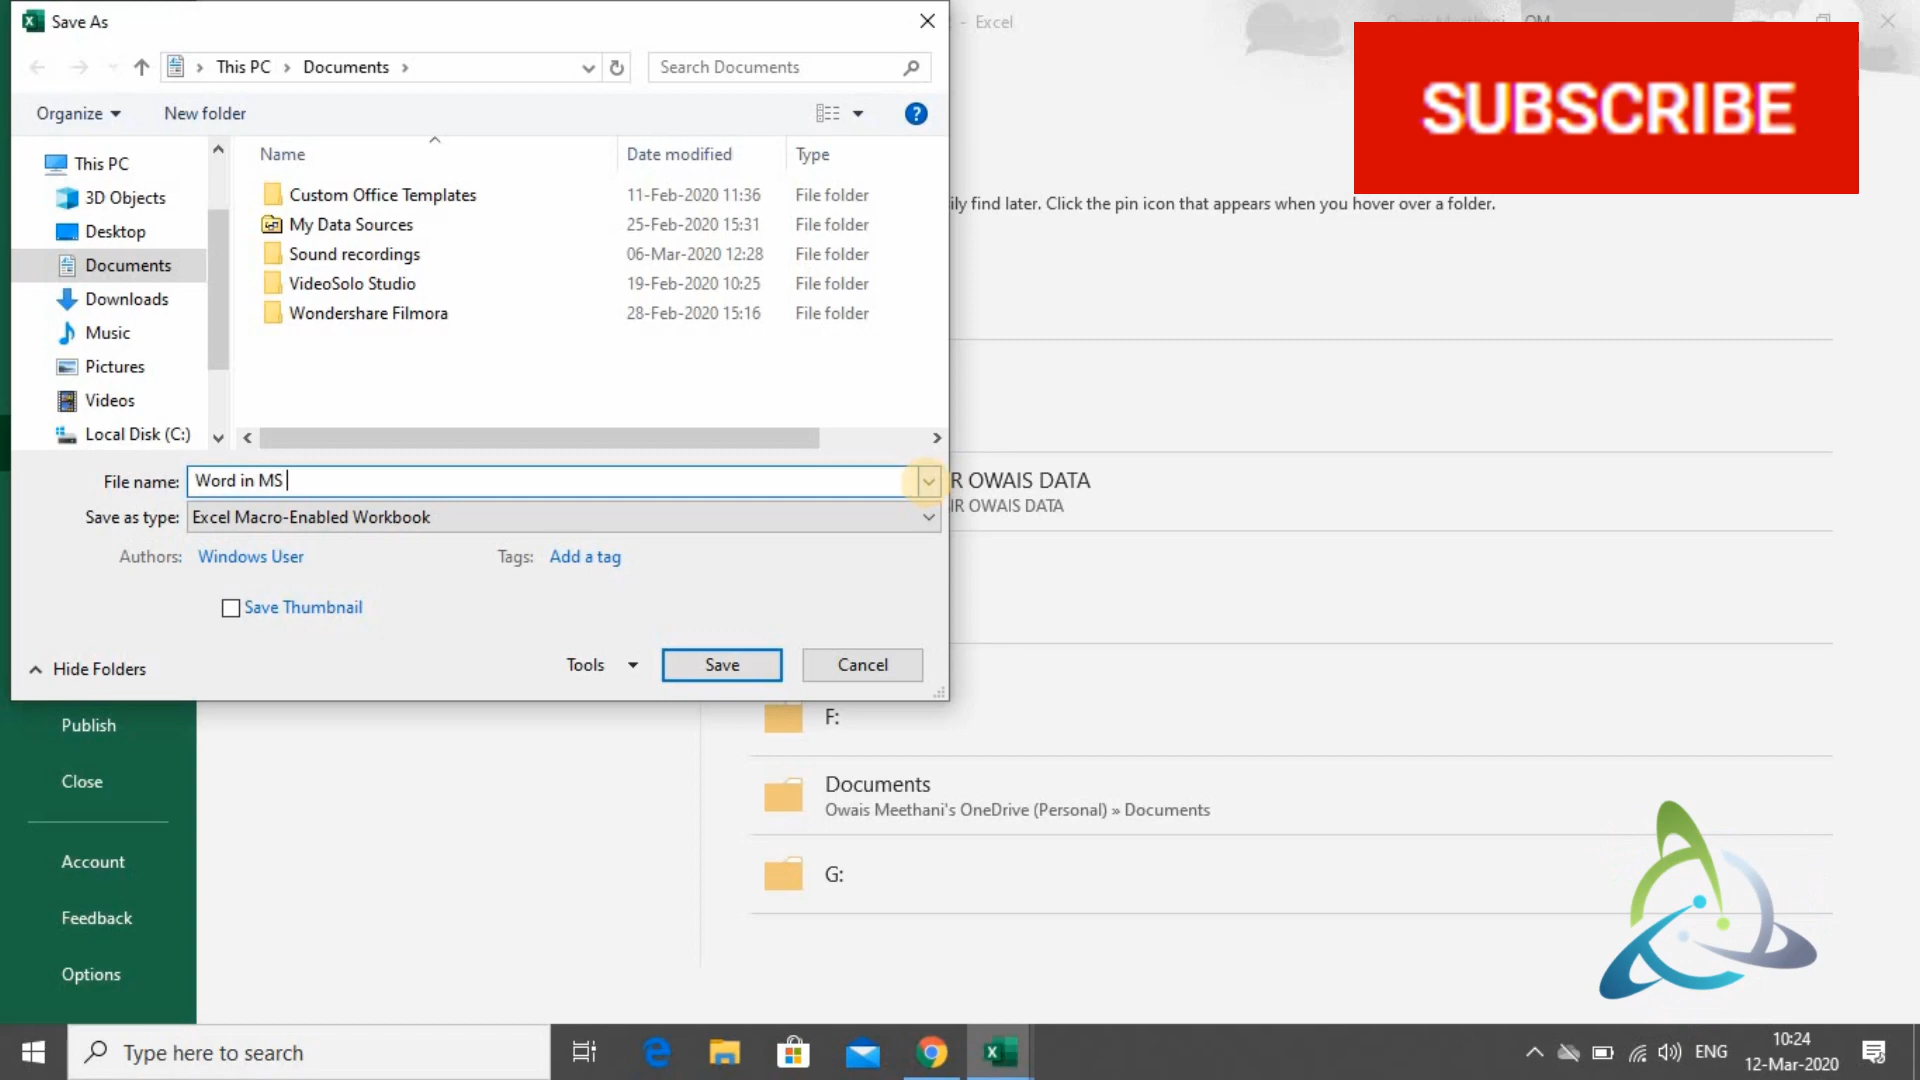 Save As
- Excel
OM
SUBSCRIBE
This PC > Documents >
Search Documents
Organize
New folder
?
Name
Date modified
Type
This PC
3D Objects
Desktop
Documents
Downloads
Music
Pictures
Videos
Local Disk (C:)
Custom Office Templates 11-Feb-2020 11:36 File folder
My Data Sources 25-Feb-2020 15:31 File folder
Sound recordings 06-Mar-2020 12:28 File folder
VideoSolo Studio 19-Feb-2020 10:25 File folder
Wondershare Filmora 28-Feb-2020 15:16 File folder
ily find later. Click the pin icon that appears when you hover over a folder.
File name: Word in MS
Save as type: Excel Macro-Enabled Workbook
Authors: Windows User
Tags: Add a tag
Save Thumbnail
Hide Folders
Tools
Save
Cancel
R OWAIS DATA
IR OWAIS DATA
Publish
Close
Account
Feedback
Options
F:
Documents
Owais Meethani's OneDrive (Personal) » Documents
G:
Type here to search
ENG
10:24
12-Mar-2020